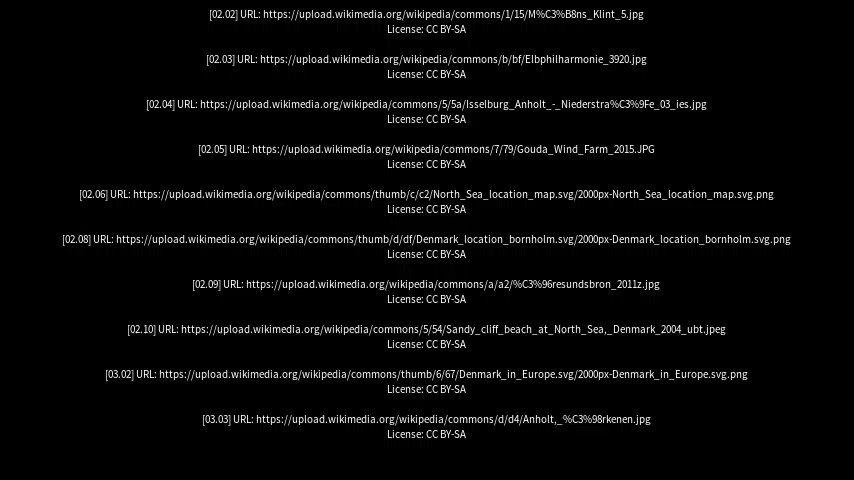 [02.02] URL: https://upload.wikimedia.org/wikipedia/commons/1/15/M%C3%B8ns_Klint_5.jpg
License: CC BY-SA
[02.03] URL: https://upload.wikimedia.org/wikipedia/commons/b/bf/Elbphilharmonie_3920.jpg
License: CC BY-SA
[02.04] URL: https://upload.wikimedia.org/wikipedia/commons/5/5a/Isselburg_Anholt_-_Niederstra%C3%9Fe_03_ies.jpg
License: CC BY-SA
[02.05] URL: https://upload.wikimedia.org/wikipedia/commons/7/79/Gouda_Wind_Farm_2015.JPG
License: CC BY-SA
[02.06] URL: https://upload.wikimedia.org/wikipedia/commons/thumb/c/c2/North_Sea_location_map.svg/2000px-North_Sea_location_map.svg.png
License: CC BY-SA
[02.08] URL: https://upload.wikimedia.org/wikipedia/commons/thumb/d/df/Denmark_location_bornholm.svg/2000px-Denmark_location_bornholm.svg.png
License: CC BY-SA
[02.09] URL: https://upload.wikimedia.org/wikipedia/commons/a/a2/%C3%96resundsbron_2011z.jpg
License: CC BY-SA
[02.10] URL: https://upload.wikimedia.org/wikipedia/commons/5/54/Sandy_cliff_beach_at_North_Sea,_Denmark_2004_ubt.jpeg
License: CC BY-SA
[03.02] URL: https://upload.wikimedia.org/wikipedia/commons/thumb/6/67/Denmark_in_Europe.svg/2000px-Denmark_in_Europe.svg.png
License: CC BY-SA
[03.03] URL: https://upload.wikimedia.org/wikipedia/commons/d/d4/Anholt,_%C3%98rkenen.jpg
License: CC BY-SA